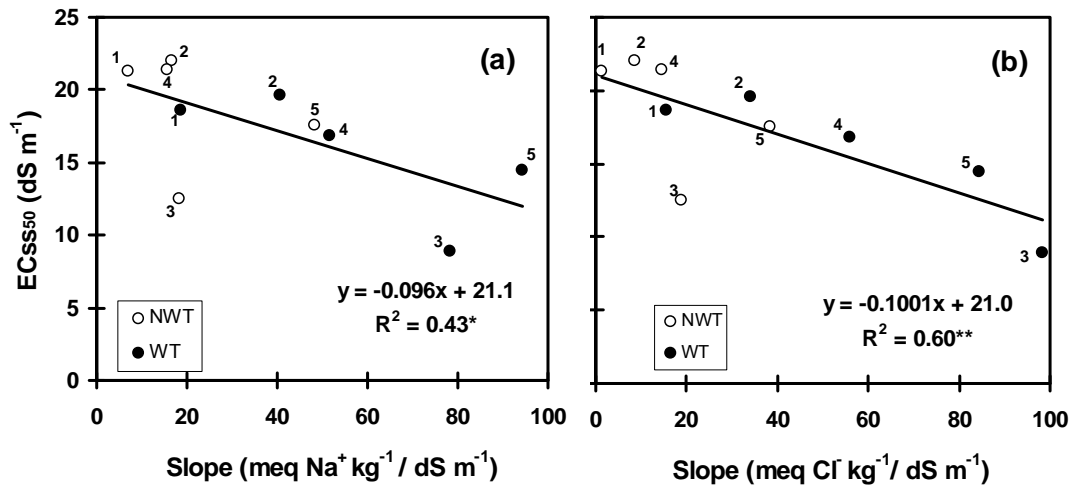 ECss50 (dS m-1)
25
20
15
10
5
0
(a)
1
2
4
1
2
5
4
5
3
3
y = -0.096x + 21.1
R2 = 0.43*
NWT
WT
0 20 40 60 80 100
Slope (meq Na+ kg-1 / dS m-1)
(b)
1
2
4
2
1
4
5
5
3
3
y = -0.1001x + 21.0
R2 = 0.60**
NWT
WT
0 20 40 60 80 100
Slope (meq Cl- kg-1/ dS m-1)